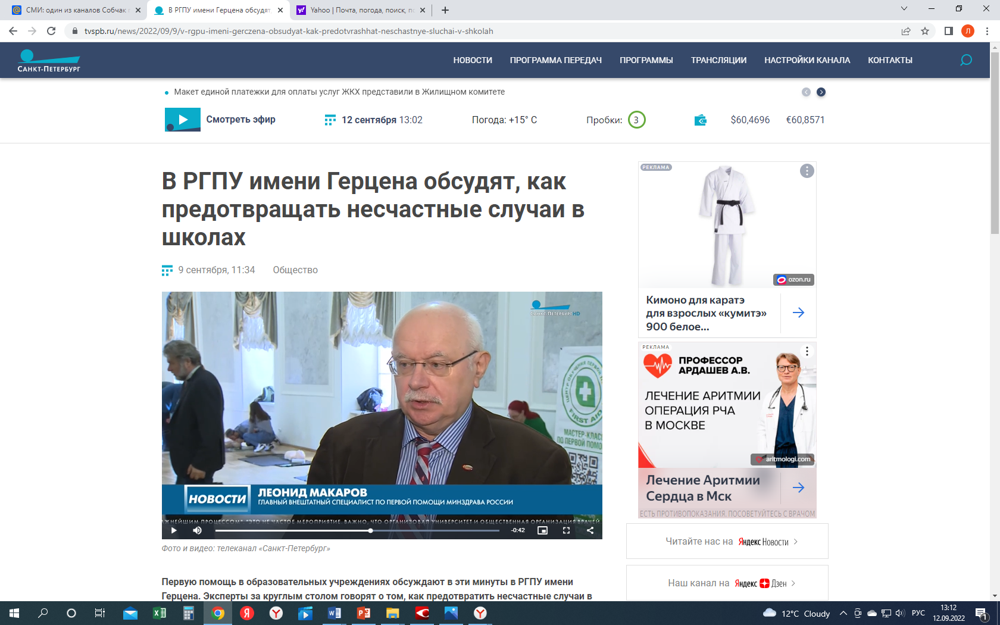 СМИ: один из каналов Собчак
В РГПУ имени Герцена обсудят,
Yahoo | Почта, погода, поиск,
tvspb.ru/news/2022/09/9/v-rgpu-imeni-gerczena-obsudyat-kak-predotvrashhat-neschastnye-sluchai-v-shkolah
Л
САНКТ-ПЕТЕРБУРГ
НОВОСТИ ПРОГРАММА ПЕРЕДАЧ ПРОГРАММЫ ТРАНСЛЯЦИИ НАСТРОЙКИ КАНАЛА КОНТАКТЫ
Макет единой платежки для оплаты услуг ЖКХ представили в Жилищном комитете
Смотреть эфир 12 сентября 13:02 Погода: +15° C Пробки: 3 $60,4696 €60,8571
В РГПУ имени Герцена обсудят, как
предотвращать несчастные случаи в
школах
9 сентября, 11:34 Общество
САНКТ-ПЕТЕРБУРГ HD
ЦЕНТР ОБУЧЕНИЯ ПЕРВОЙ
FIRST AID
МАСТЕР-КЛАСС
ПО ПЕРВОЙ ПОМОЩИ
НОВОСТИ
ЛЕОНИД МАКАРОВ
ГЛАВНЫЙ ВНЕШТАТНЫЙ СПЕЦИАЛИСТ ПО ПЕРВОЙ ПОМОЩИ МИНЗДРАВА РОССИИ
АЖНЕЙШИМ ПРОЦЕССОМ". "ЭТО НЕ ЧАСТОЕ МЕРОПРИЯТИЕ. ВАЖНО, ЧТО ОРГАНИЗОВАЛ УНИВЕРСИТЕТ И ОБЩЕСТВЕННАЯ ОРГАНИЗАЦИЯ ВРАЧЕЙ
-0:42
Фото и видео: телеканал «Санкт-Петербург»
Первую помощь в образовательных учреждениях обсуждают в эти минуты в РГПУ имени
Герцена. Эксперты за круглым столом говорят о том, как предотвратить несчастные случаи в
РЕКЛАМА
ozon.ru
Кимоно для каратэ
для взрослых «кумитэ»
900 белое...
РЕКЛАМА
ПРОФЕССОР
АРДАШЕВ А.В.
ЛЕЧЕНИЕ АРИТМИИ
ОПЕРАЦИЯ РЧА
В МОСКВЕ
aritmologi.com
Лечение Аритмии
Сердца в Мск
ЕСТЬ ПРОТИВОПОКАЗАНИЯ. ПОСОВЕТУЙТЕСЬ С ВРАЧОМ
Читайте нас на Яндекс Новости
Наш канал на Яндекс Дзен
12°C Cloudy
РУС
13:12
12.09.2022
1